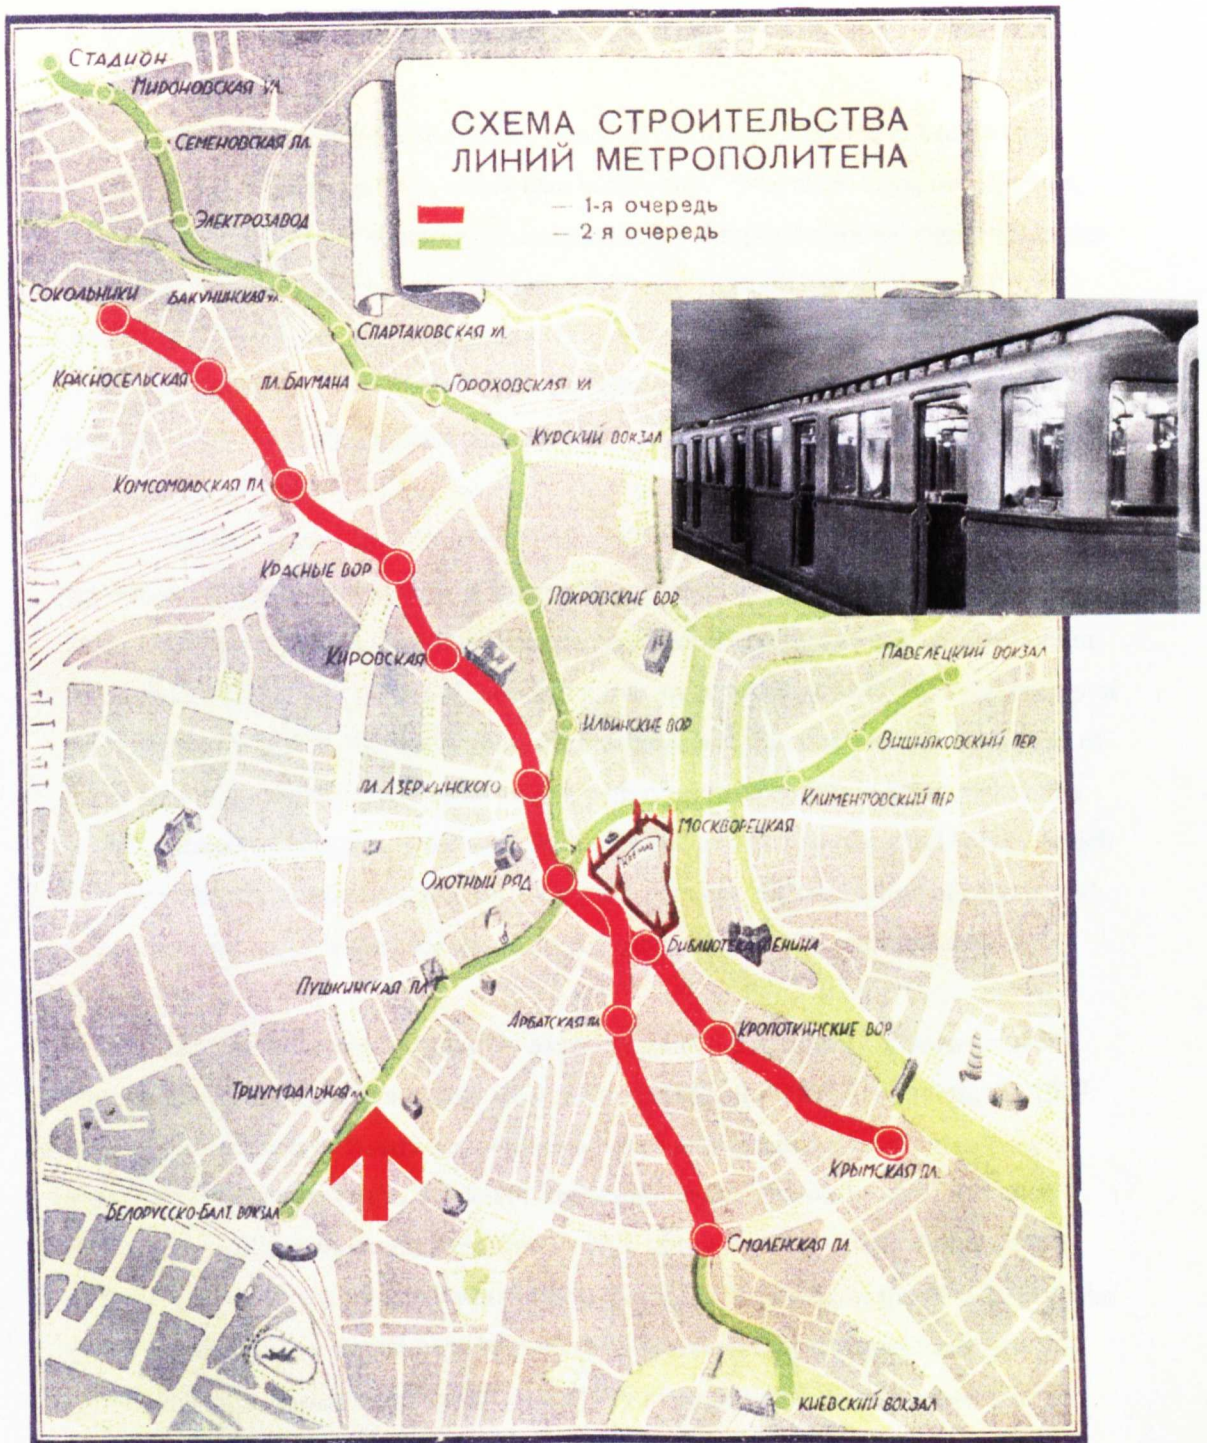 СХЕМА СТРОИТЕЛЬСТВА
ЛИНИЙ МЕТРОПОЛИТЕНА
— 1-я очередь
— 2 я очередь
СТАДИОН
МИРОНОВСКАЯ УЛ.
СЕМЕНОВСКАЯ ПЛ.
ЭЛЕКТРОЗАВОД
СОКОЛЬНИКИ
БАКУНИНСКАЯ УЛ.
СПАРТАКОВСКАЯ УЛ.
КРАСНОСЕЛЬСКАЯ
ПЛ. БАУМАНА
ГОРОХОВСКАЯ УЛ
КУРСКИЙ ВОКЗАЛ
КОМСОМОЛЬСКАЯ ПЛ
КРАСНЫЕ ВОР
ПОКРОВСКИЕ ВОР.
КИРОВСКАЯ
ПАВЕЛЕЦКИЙ ВОКЗАЛ
ИЛЬИНСКИЕ ВОР
ВИШНЯКОВСКИЙ ПЕР.
ПЛ. ДЗЕРЖИНСКОГО
КЛИМЕНТОВСКИЙ ПЕР
МОСКВОРЕЦКАЯ
ОХОТНЫЙ РЯД
БИБЛИОТЕКА ЛЕНИНА
ПУШКИНСКАЯ ПЛ
АРБАТСКАЯ ПЛ
КРОПОТКИНСКИЕ ВОР.
ТРИУМФАЛЬНАЯ ПЛ.
КРЫМСКАЯ ПЛ.
БЕЛОРУССКО-БАЛТ. ВОКЗАЛ
СМОЛЕНСКАЯ ПЛ.
КИЕВСКИЙ ВОКЗАЛ